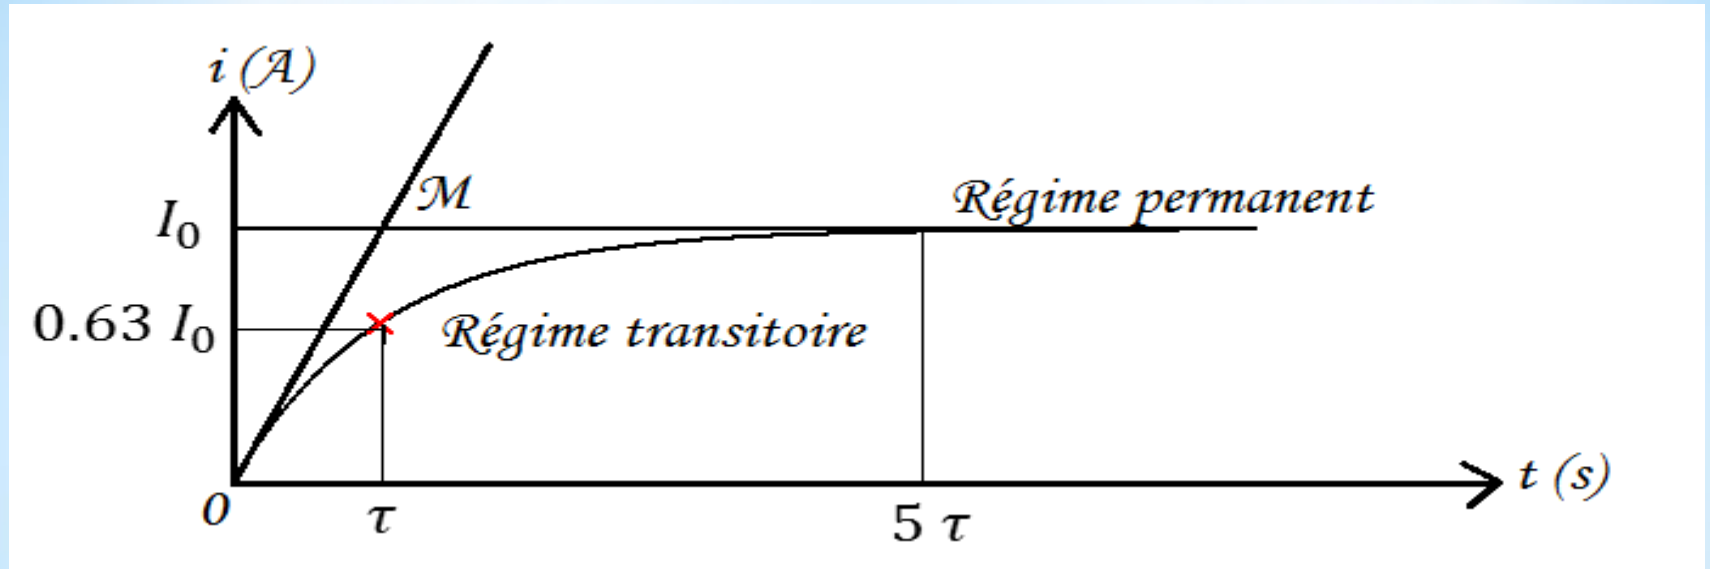 i (A)
M
Régime permanent
I₀
0.63 I₀
Régime transitoire
t (s)
0
τ
5 τ